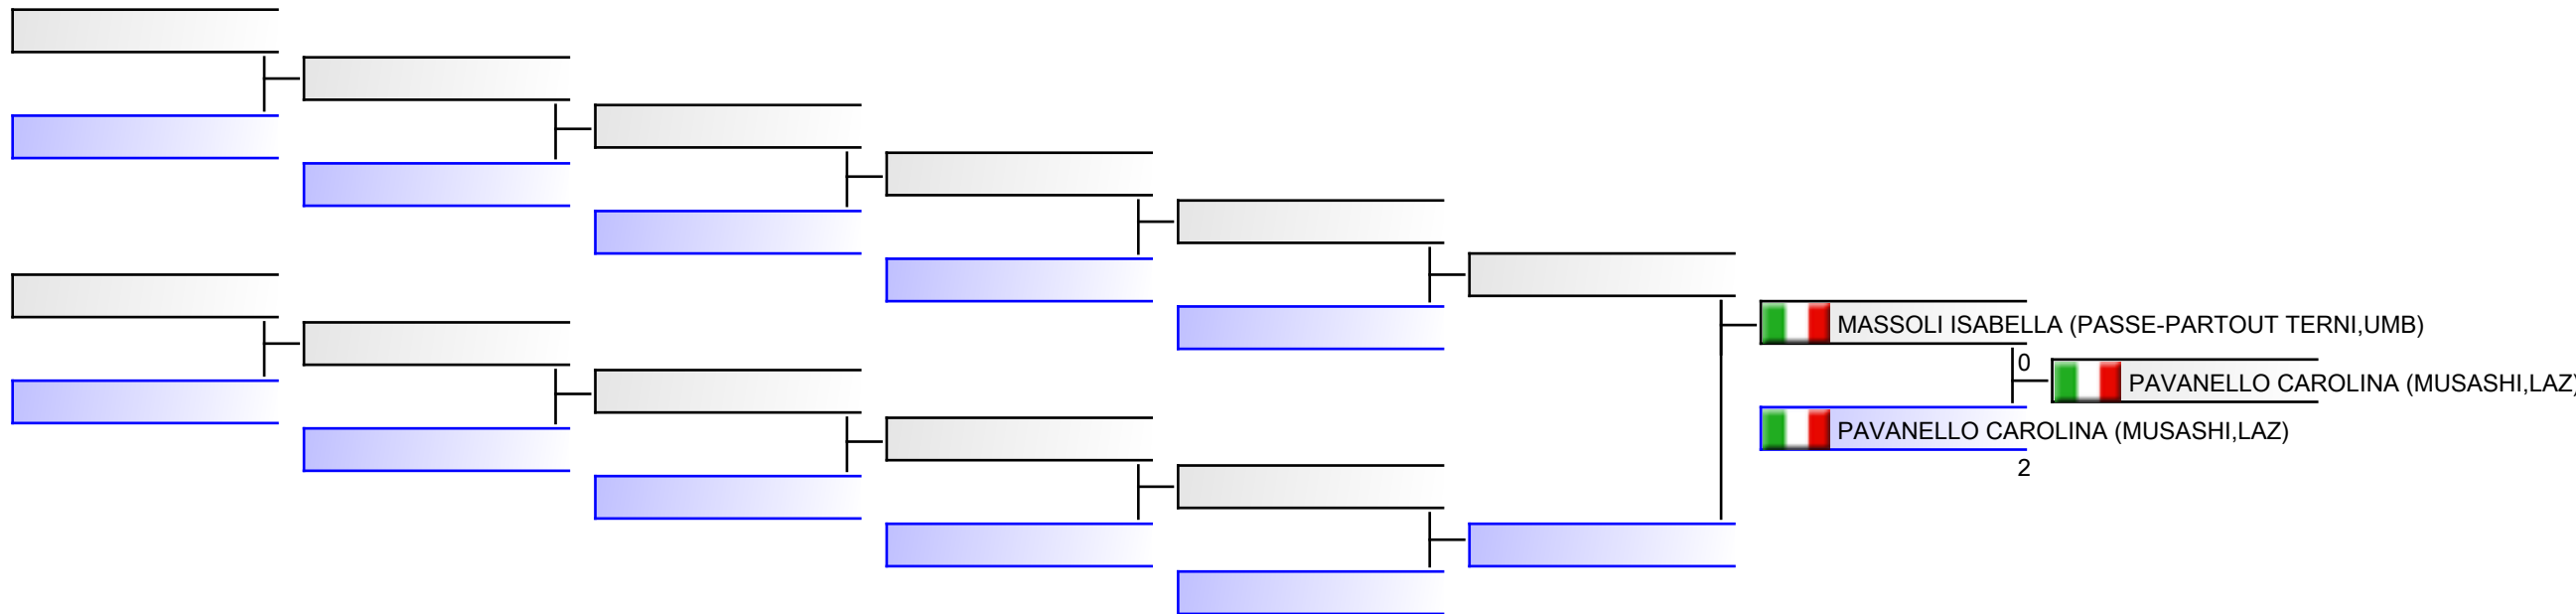 MASSOLI ISABELLA (PASSE-PARTOUT TERNI,UMB)
0
PAVANELLO CAROLINA (MUSASHI,LAZ)
PAVANELLO CAROLINA (MUSASHI,LAZ)
2